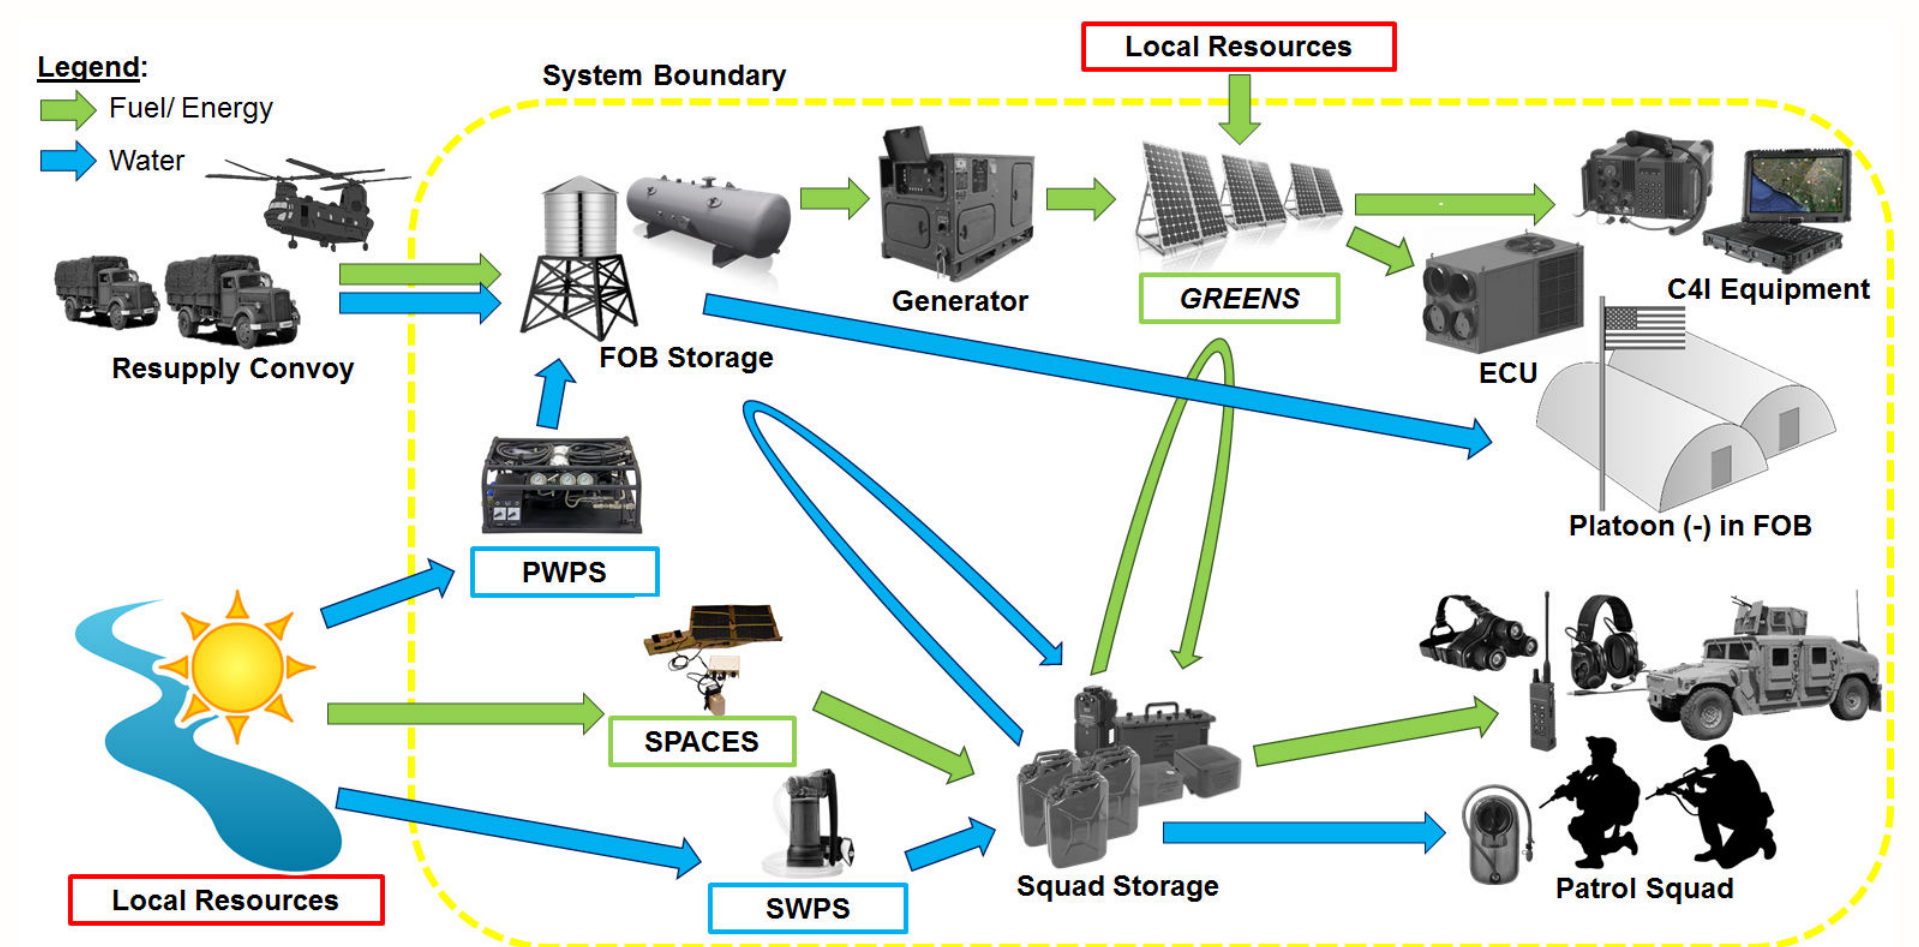 Local Resources
Legend:
System Boundary
Fuel/ Energy
Water
Generator
GREENS
C4I Equipment
Resupply Convoy
FOB Storage
ECU
Platoon (-) in FOB
PWPS
SPACES
Squad Storage
Patrol Squad
Local Resources
SWPS